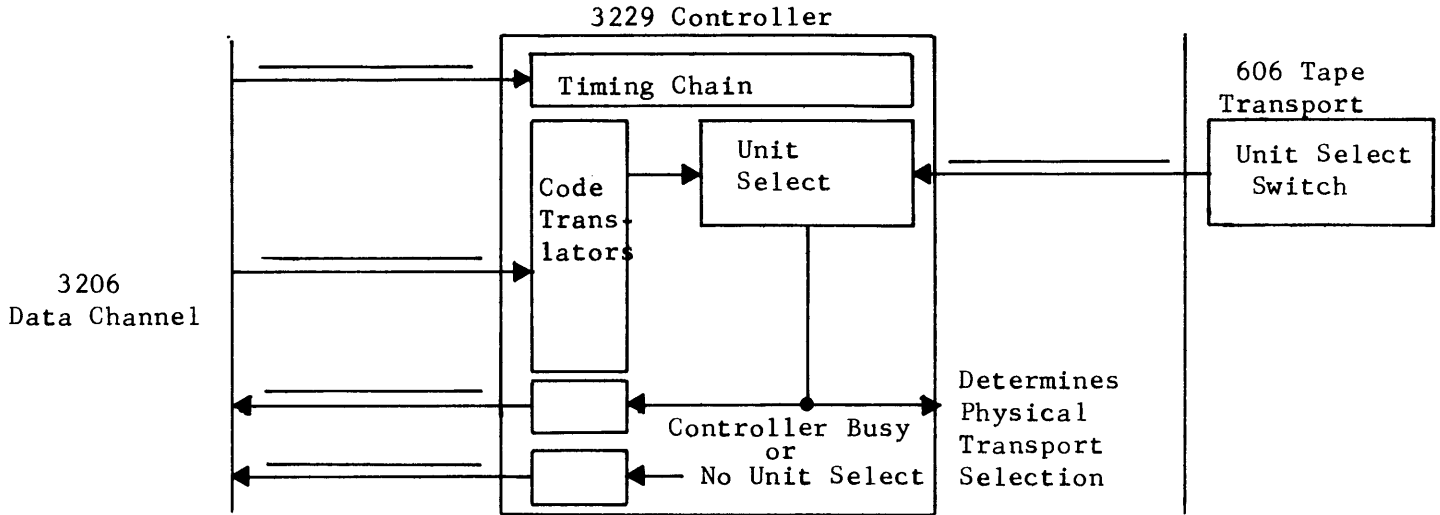 3229 Controller
Timing Chain
606 Tape
Transport
Unit Select
Switch
Unit
Select
Code
Trans-
lators
3206
Data Channel
Determines
Physical
Transport
Selection
Controller Busy
or
No Unit Select